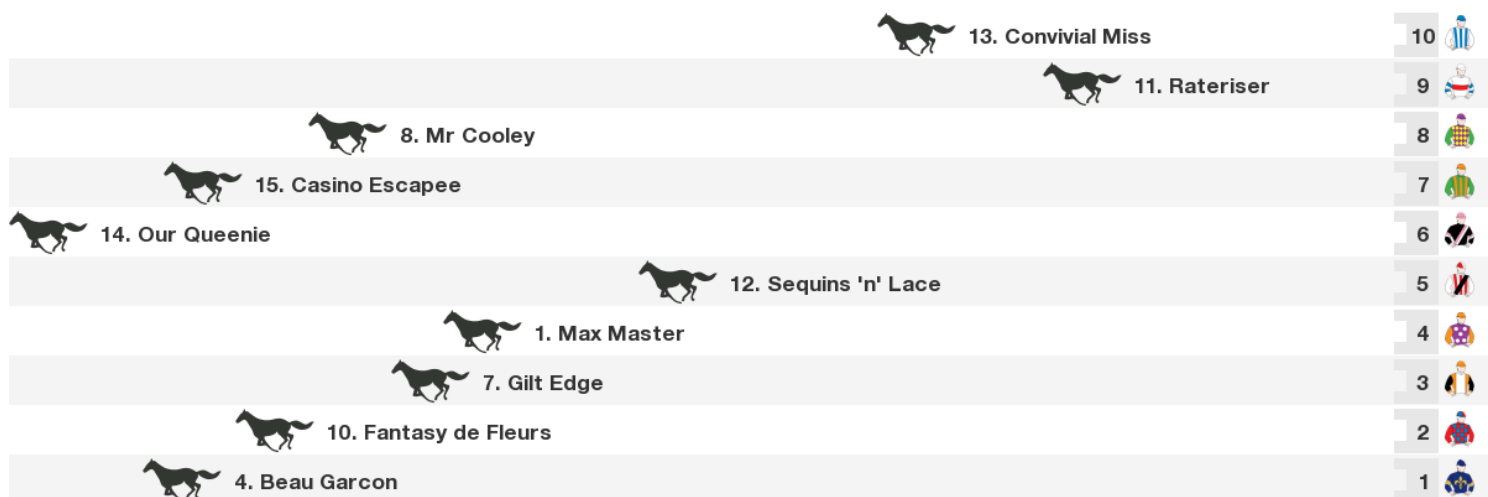 13. Convivial Miss 10
11. Rateriser 9
8. Mr Cooley 8
15. Casino Escapee 7
14. Our Queenie 6
12. Sequins 'n' Lace 5
1. Max Master 4
7. Gilt Edge 3
10. Fantasy de Fleurs 2
4. Beau Garcon 1